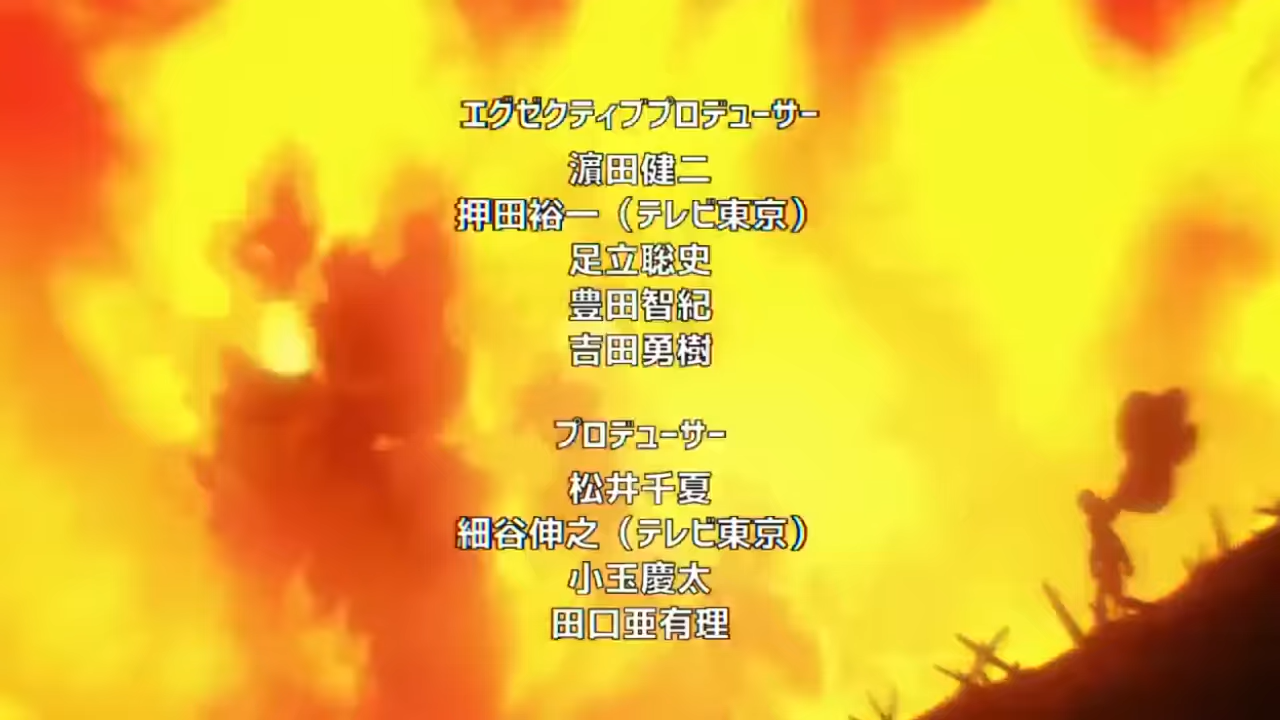 エグゼクティブプロデューサー
濵田健二
押田裕一（テレビ東京）
足立聡史
豊田智紀
吉田勇樹
プロデューサー
松井千夏
細谷伸之（テレビ東京）
小玉慶太
田口亜有理